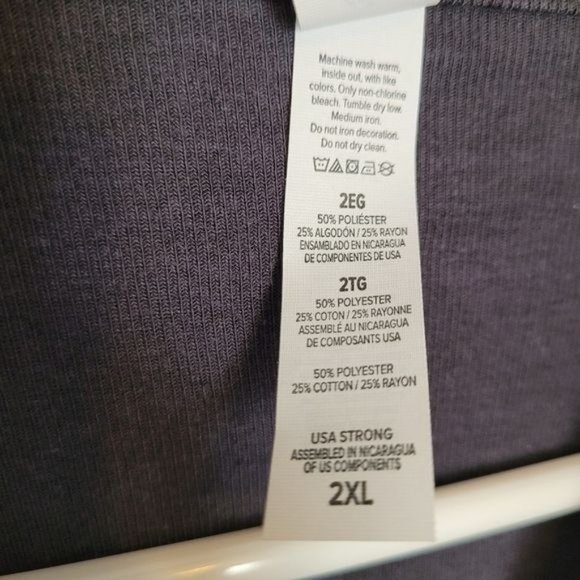 Machine wash warm,
inside out, with like
colors. Only non-chlorine
bleach. Tumble dry low.
Medium iron.
Do not iron decoration.
Do not dry clean.
2EG
50% POLIÉSTER
25% ALGODÓN / 25% RAYON
ENSAMBLADO EN NICARAGUA
DE COMPONENTES DE USA
2TG
50% POLYESTER
25% COTON / 25% RAYONNE
ASSEMBLÉ AU NICARAGUA
DE COMPOSANTS USA
50% POLYESTER
25% COTTON / 25% RAYON
USA STRONG
ASSEMBLED IN NICARAGUA
OF US COMPONENTS
2XL